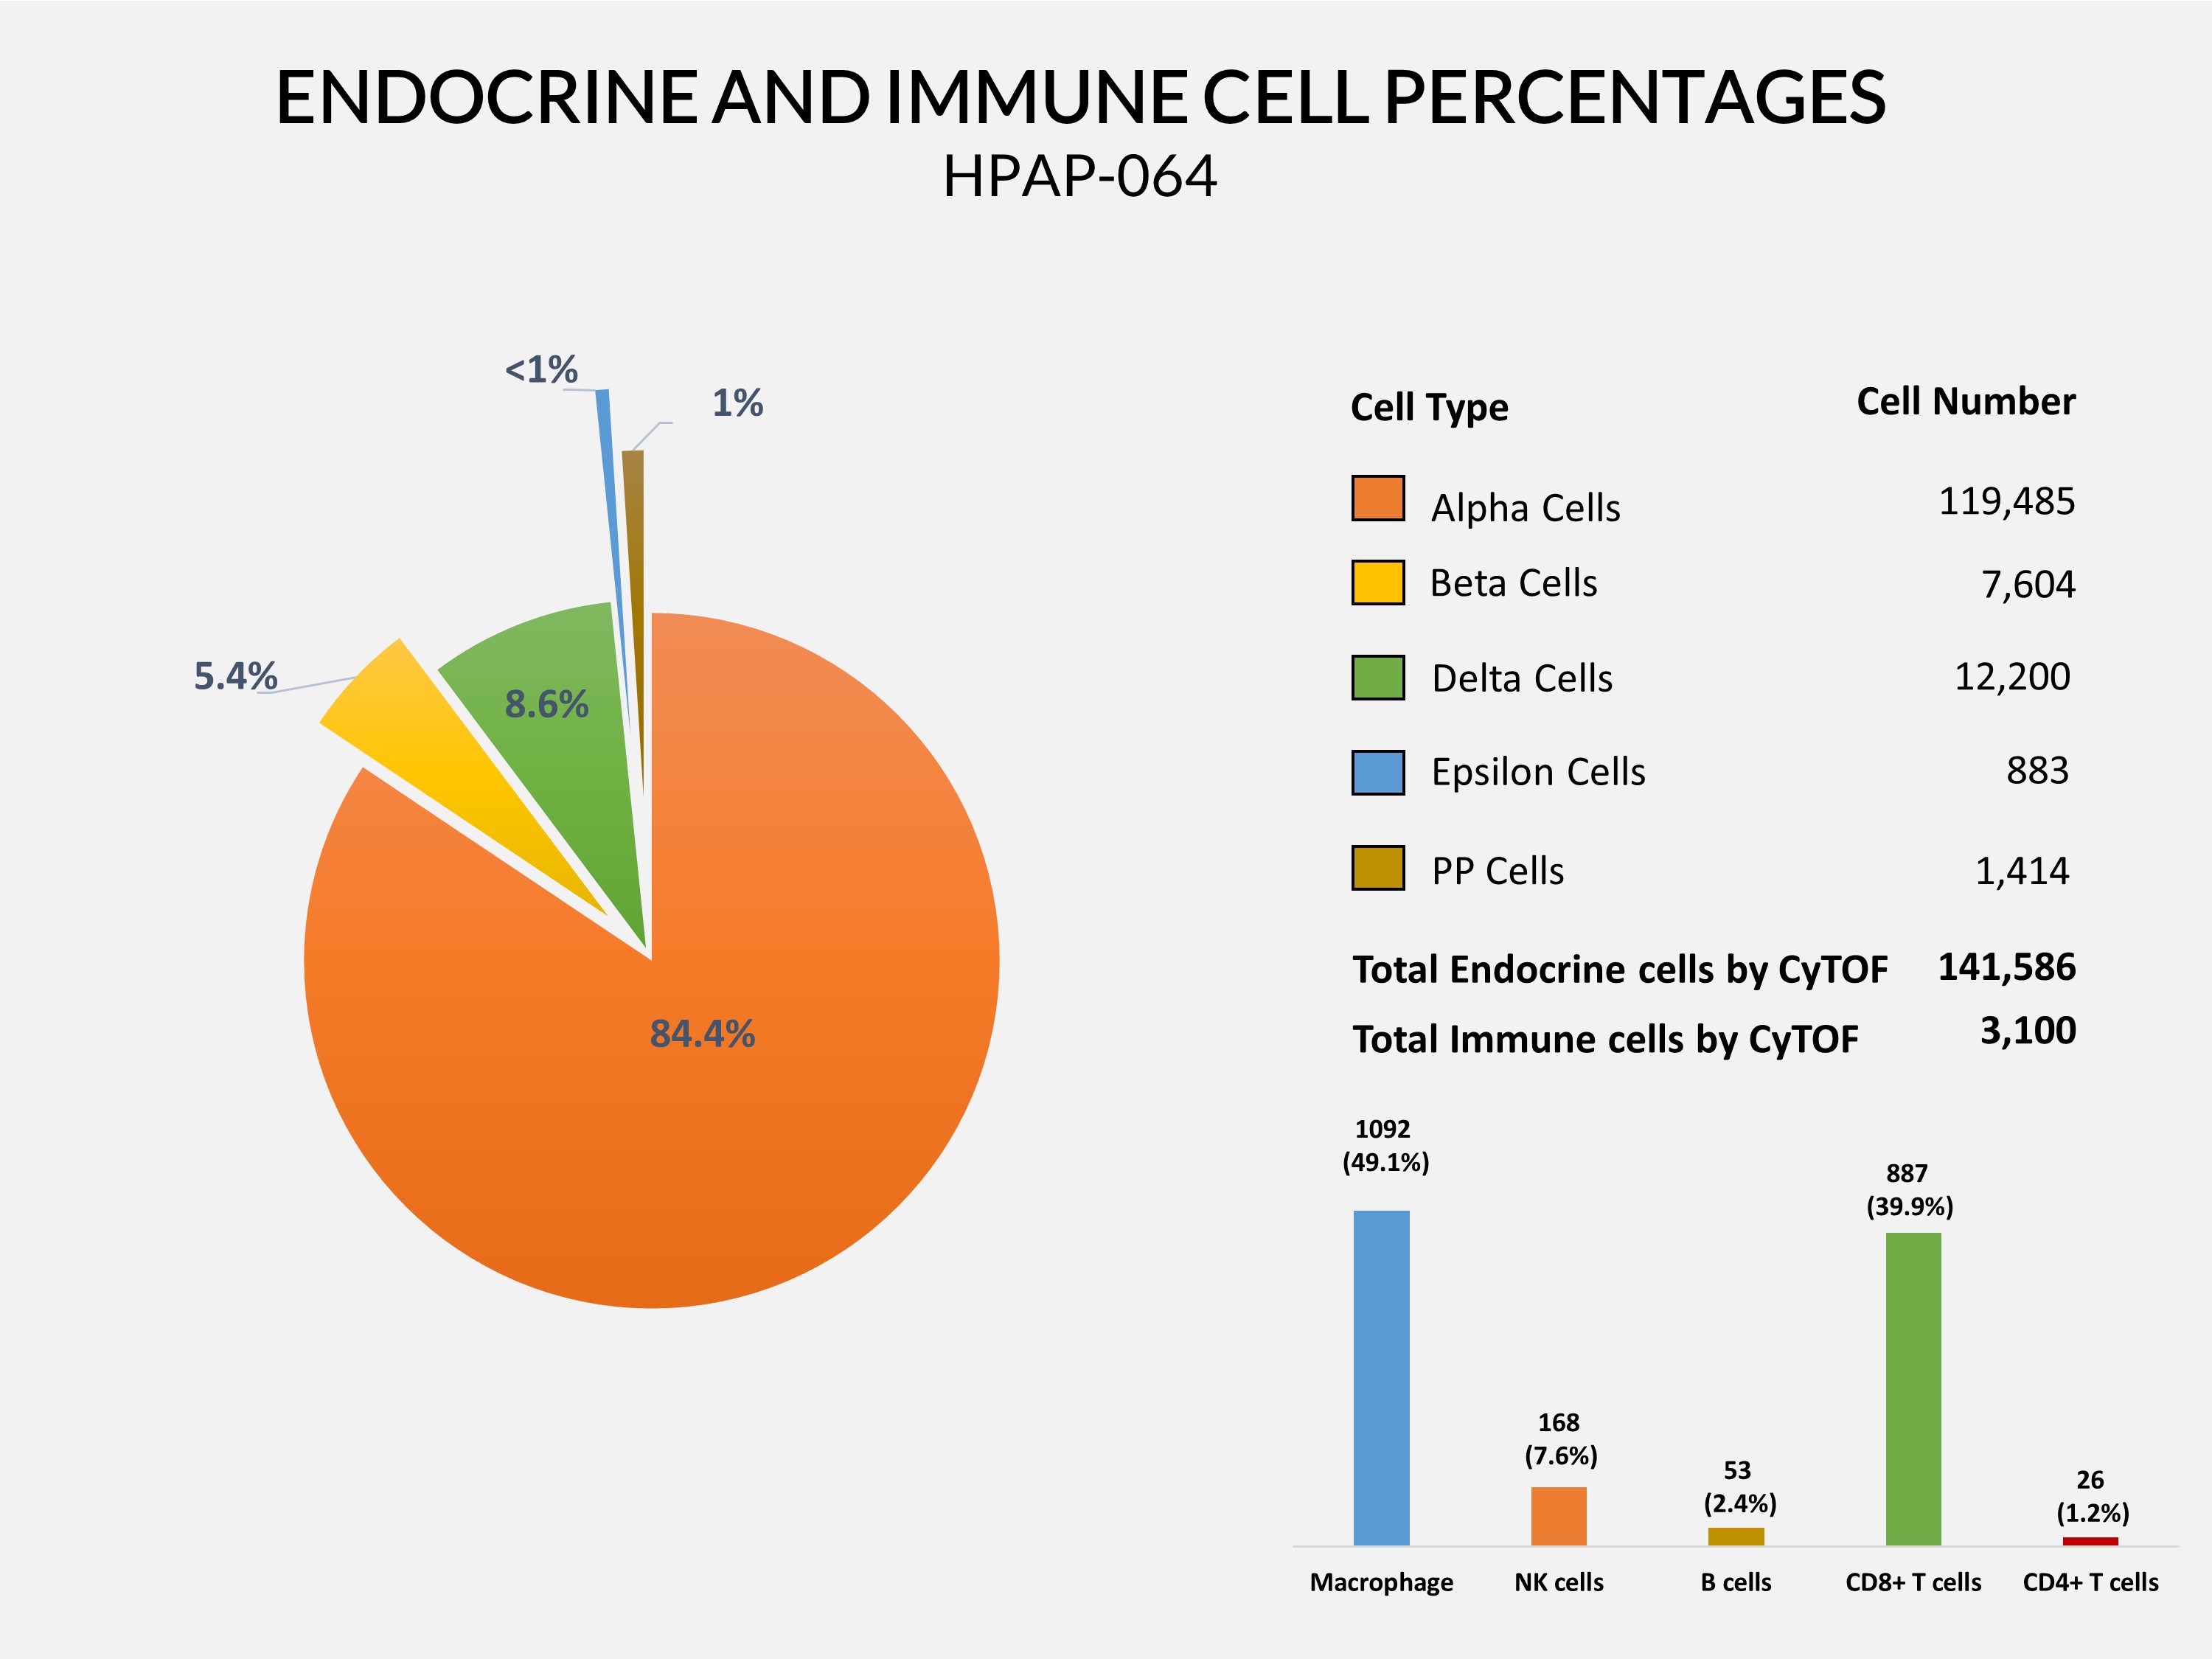 ENDOCRINE AND IMMUNE CELL PERCENTAGES
HPAP-064
<1%
1%
5.4%
8.6%
84.4%
Cell Type Cell Number
Alpha Cells 119,485
Beta Cells 7,604
Delta Cells 12,200
Epsilon Cells 883
PP Cells 1,414
Total Endocrine cells by CyTOF 141,586
Total Immune cells by CyTOF 3,100
1092
(49.1%)
168
(7.6%)
53
(2.4%)
887
(39.9%)
26
(1.2%)
Macrophage NK cells B cells CD8+ T cells CD4+ T cells